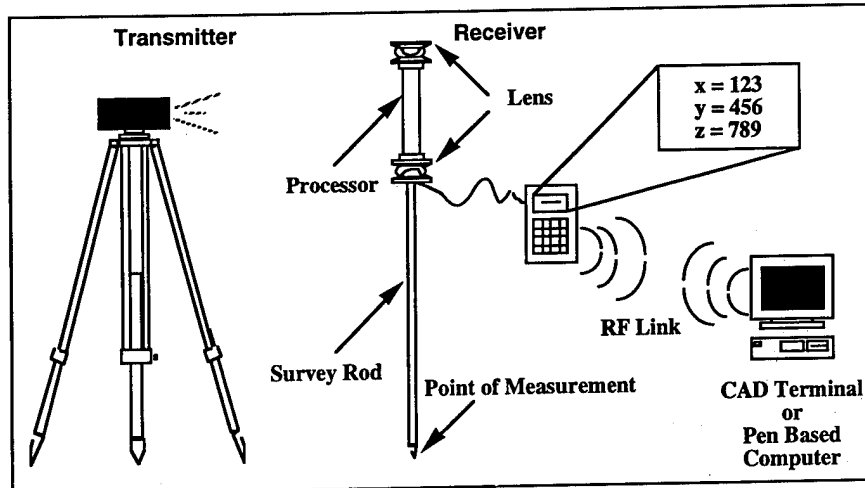 Transmitter
Receiver
Lens
x = 123
y = 456
z = 789
Processor
RF Link
Survey Rod
Point of Measurement
CAD Terminal
or
Pen Based
Computer